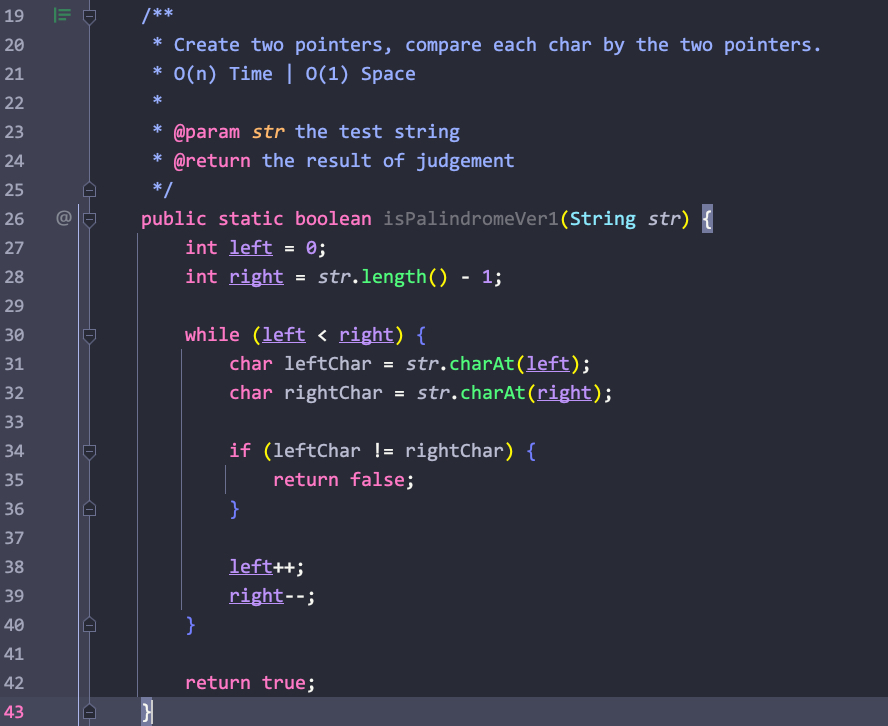 19 /**
20 * Create two pointers, compare each char by the two pointers.
21 * O(n) Time | O(1) Space
22 *
23 * @param str the test string
24 * @return the result of judgement
25 */
26 @ public static boolean isPalindromeVer1(String str) {
27 int left = 0;
28 int right = str.length() - 1;
29
30 while (left < right) {
31 char leftChar = str.charAt(left);
32 char rightChar = str.charAt(right);
33
34 if (leftChar != rightChar) {
35 return false;
36 }
37
38 left++;
39 right--;
40 }
41
42 return true;
43 }